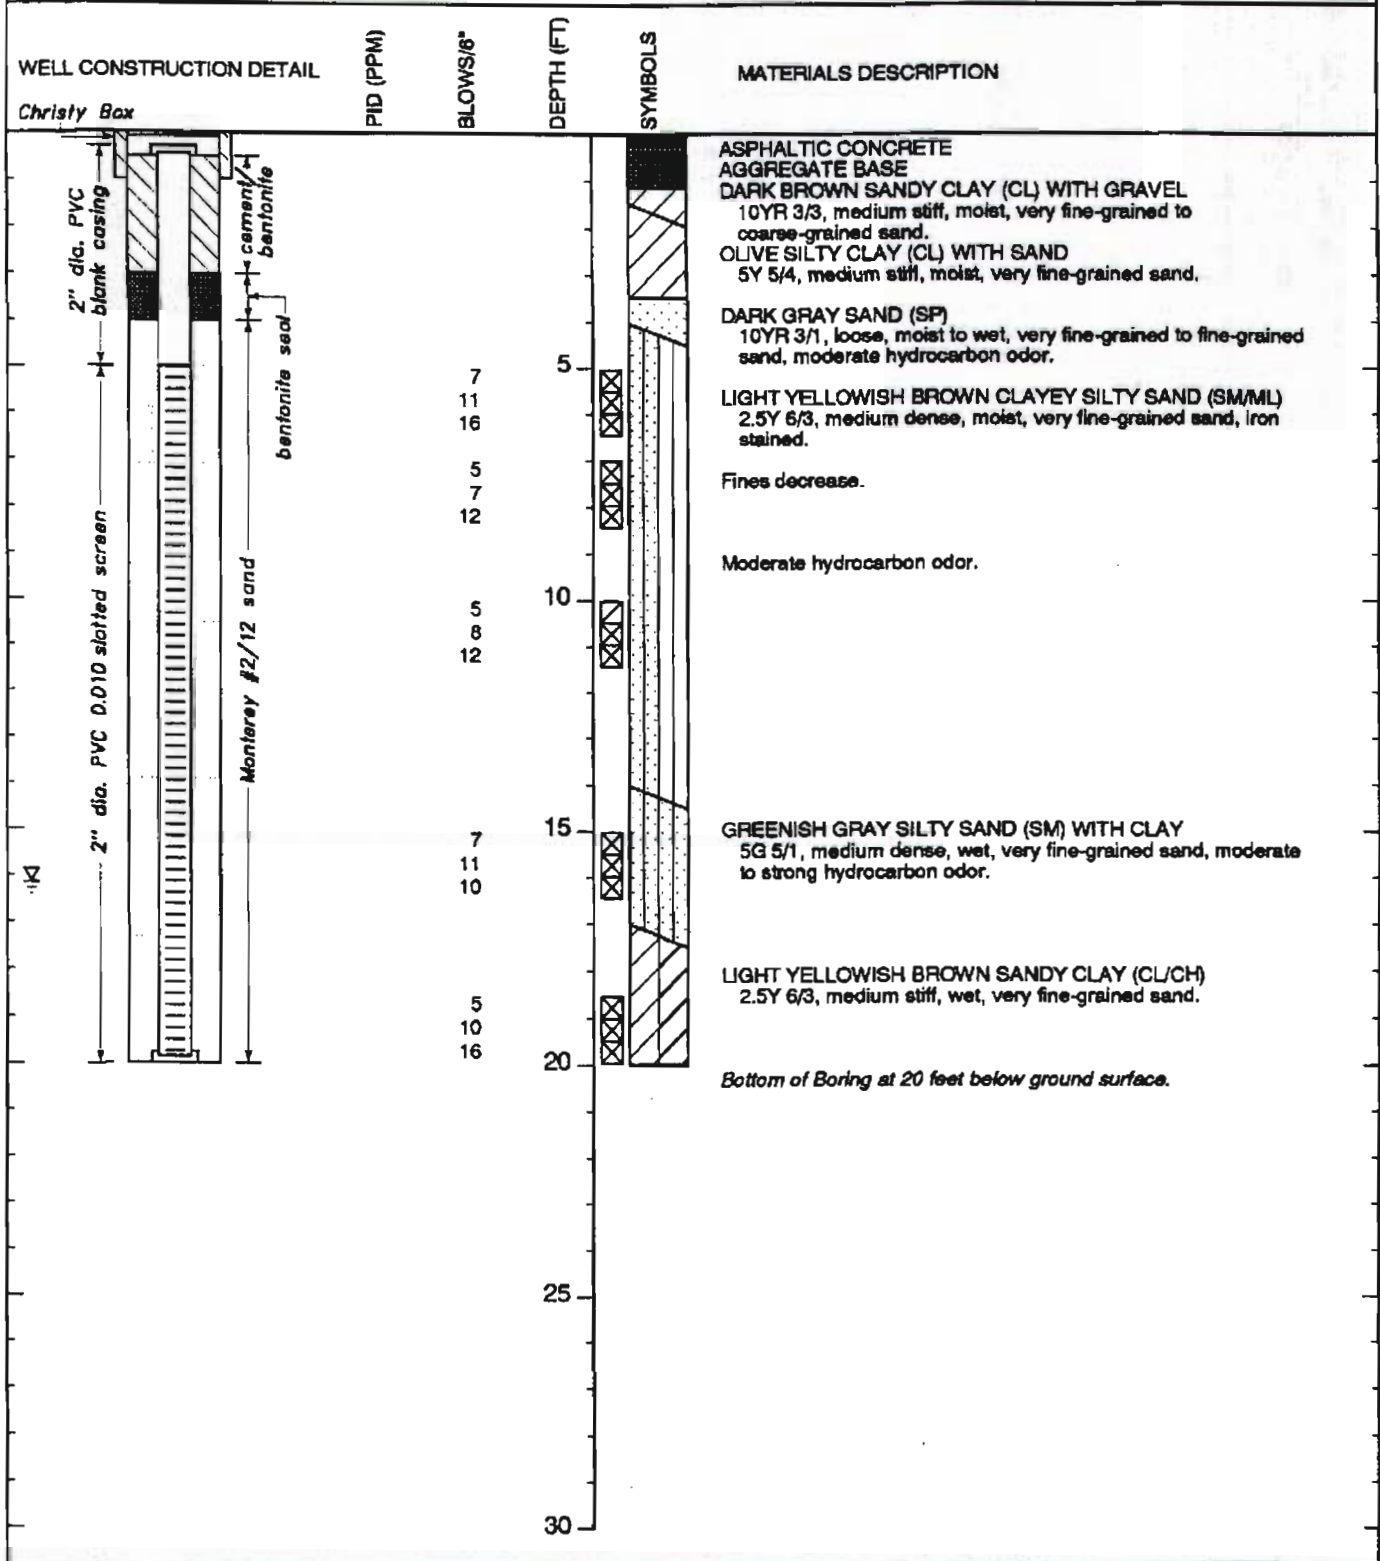 WELL CONSTRUCTION DETAIL
PID (PPM)
BLOWS/6"
DEPTH (FT)
SYMBOLS
MATERIALS DESCRIPTION
Christy Box
2" dia. PVC
blank casing
cement/
bentonite
bentonite seal
2" dia. PVC 0.010 slotted screen
Monterey #2/12 sand
ASPHALTIC CONCRETE
AGGREGATE BASE
DARK BROWN SANDY CLAY (CL) WITH GRAVEL
10YR 3/3, medium stiff, moist, very fine-grained to
coarse-grained sand.
OLIVE SILTY CLAY (CL) WITH SAND
5Y 5/4, medium stiff, moist, very fine-grained sand.
DARK GRAY SAND (SP)
10YR 3/1, loose, moist to wet, very fine-grained to fine-grained
sand, moderate hydrocarbon odor.
5
7
11
16
LIGHT YELLOWISH BROWN CLAYEY SILTY SAND (SM/ML)
2.5Y 6/3, medium dense, moist, very fine-grained sand, iron
stained.
5
7
12
Fines decrease.
Moderate hydrocarbon odor.
10
5
8
12
15
7
11
10
GREENISH GRAY SILTY SAND (SM) WITH CLAY
5G 5/1, medium dense, wet, very fine-grained sand, moderate
to strong hydrocarbon odor.
LIGHT YELLOWISH BROWN SANDY CLAY (CL/CH)
2.5Y 6/3, medium stiff, wet, very fine-grained sand.
5
10
16
20
Bottom of Boring at 20 feet below ground surface.
25
30